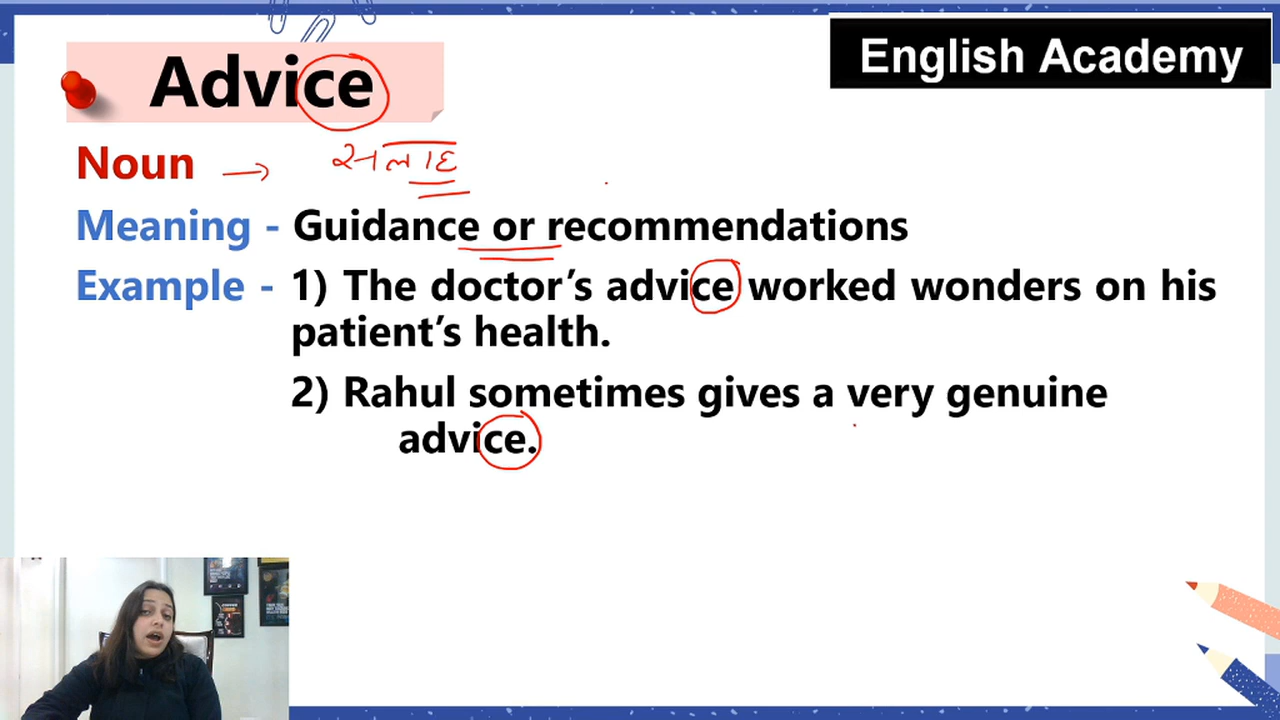 English Academy
Advice
Noun → सलाह
Meaning - Guidance or recommendations
Example - 1) The doctor’s advice worked wonders on his
patient’s health.
2) Rahul sometimes gives a very genuine
advice.